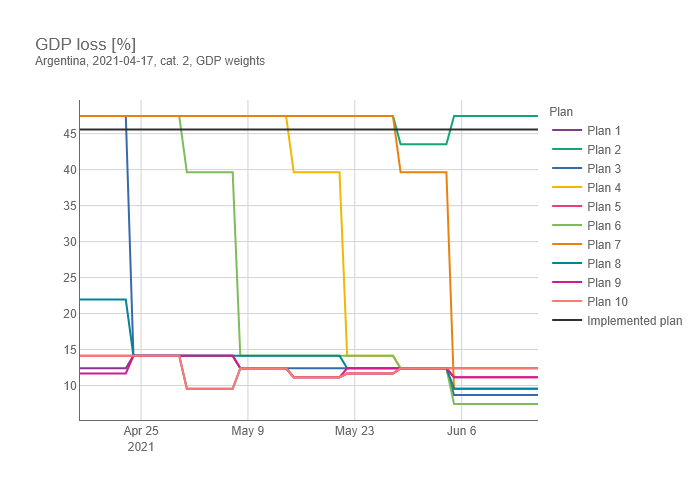 GDP loss [%]
Argentina, 2021-04-17, cat. 2, GDP weights
Plan
Plan 1
Plan 2
Plan 3
Plan 4
Plan 5
Plan 6
Plan 7
Plan 8
Plan 9
Plan 10
Implemented plan
45
40
35
30
25
20
15
10
Apr 25
2021
May 9
May 23
Jun 6